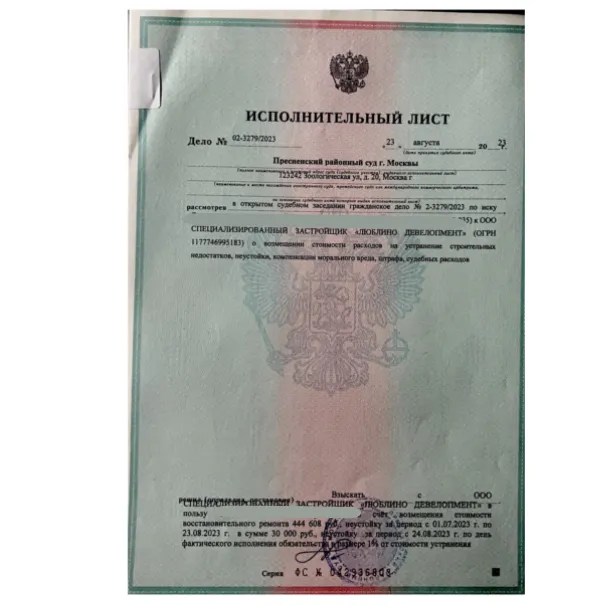 ИСПОЛНИТЕЛЬНЫЙ ЛИСТ
Дело № 02-3279/2023 „ 23 „ августа 20 23
(дата принятия судебного акта)
Пресненский районный суд г. Москвы
123242 Зоологическая ул, д. 20, Москва г
рассмотрев в открытом судебном заседании гражданское дело № 2-3279/2023 по иску
к ООО
СПЕЦИАЛИЗИРОВАННЫЙ ЗАСТРОЙЩИК «ЛЮБЛИНО ДЕВЕЛОПМЕНТ» (ОГРН
1177746995183) о возмещении стоимости расходов на устранение строительных
недостатков, неустойки, компенсации морального вреда, штрафа, судебных расходов
Взыскать с ООО
СПЕЦИАЛИЗИРОВАННЫЙ ЗАСТРОЙЩИК «ЛЮБЛИНО ДЕВЕЛОПМЕНТ» в
пользу счёт возмещения стоимости
восстановительного ремонта 444 608 руб., неустойку за период с 01.07.2023 г. по
23.08.2023 г. в сумме 30 000 руб., неустойку за период с 24.08.2023 г. по день
фактического исполнения обязательства в размере 1% от стоимости устранения
Серия ФС №